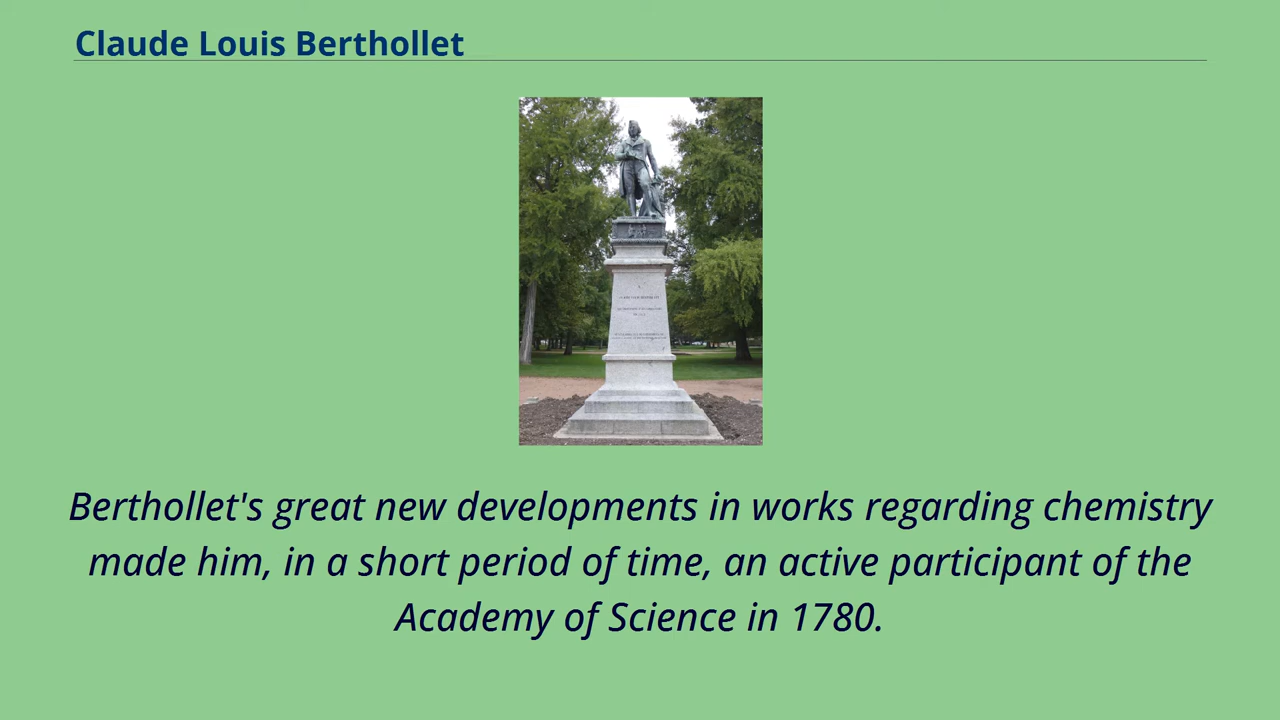 Claude Louis Berthollet
Berthollet's great new developments in works regarding chemistry
made him, in a short period of time, an active participant of the
Academy of Science in 1780.